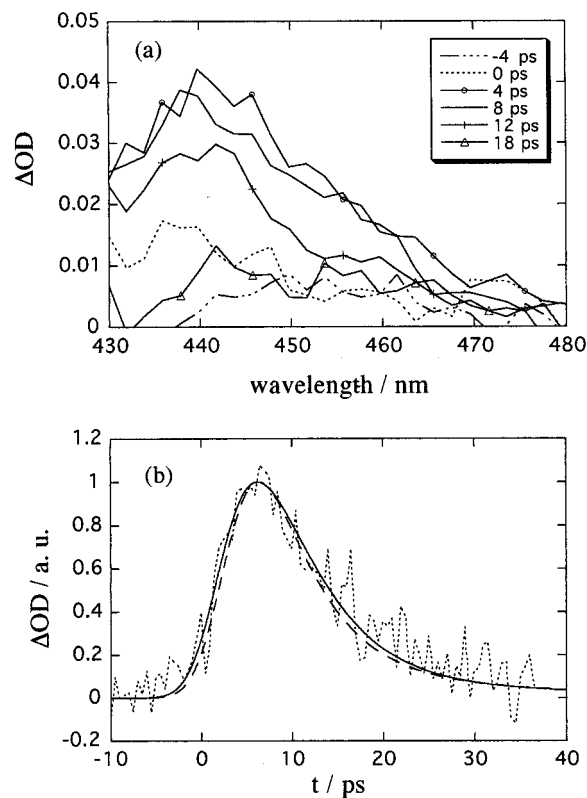 0.05
(a)
-4 ps
0 ps
4 ps
8 ps
12 ps
18 ps
0.04
0.03
0.02
0.01
0
ΔOD
430 440 450 460 470 480
wavelength / nm
1.2
(b)
1
0.8
0.6
0.4
0.2
0
-0.2
ΔOD / a. u.
-10 0 10 20 30 40
t / ps